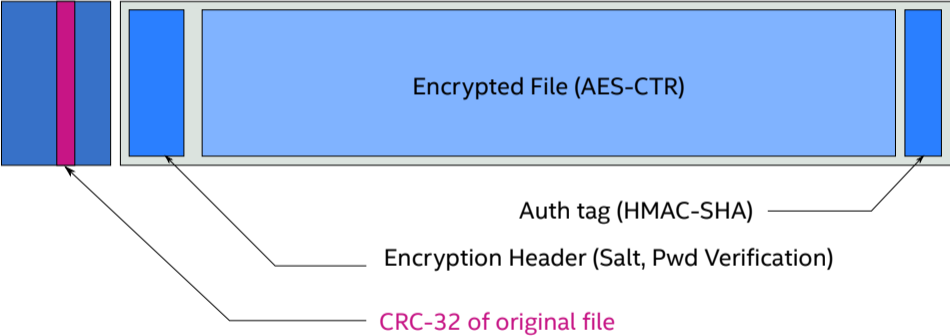 Encrypted File (AES-CTR)
Auth tag (HMAC-SHA)
Encryption Header (Salt, Pwd Verification)
CRC-32 of original file